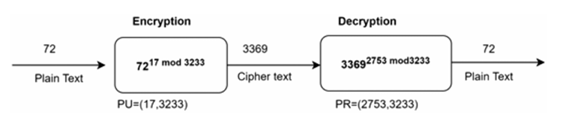 Encryption
Decryption
72
72^17 mod 3233
3369
3369^2753 mod3233
72
Plain Text
Cipher text
Plain Text
PU=(17,3233)
PR=(2753,3233)